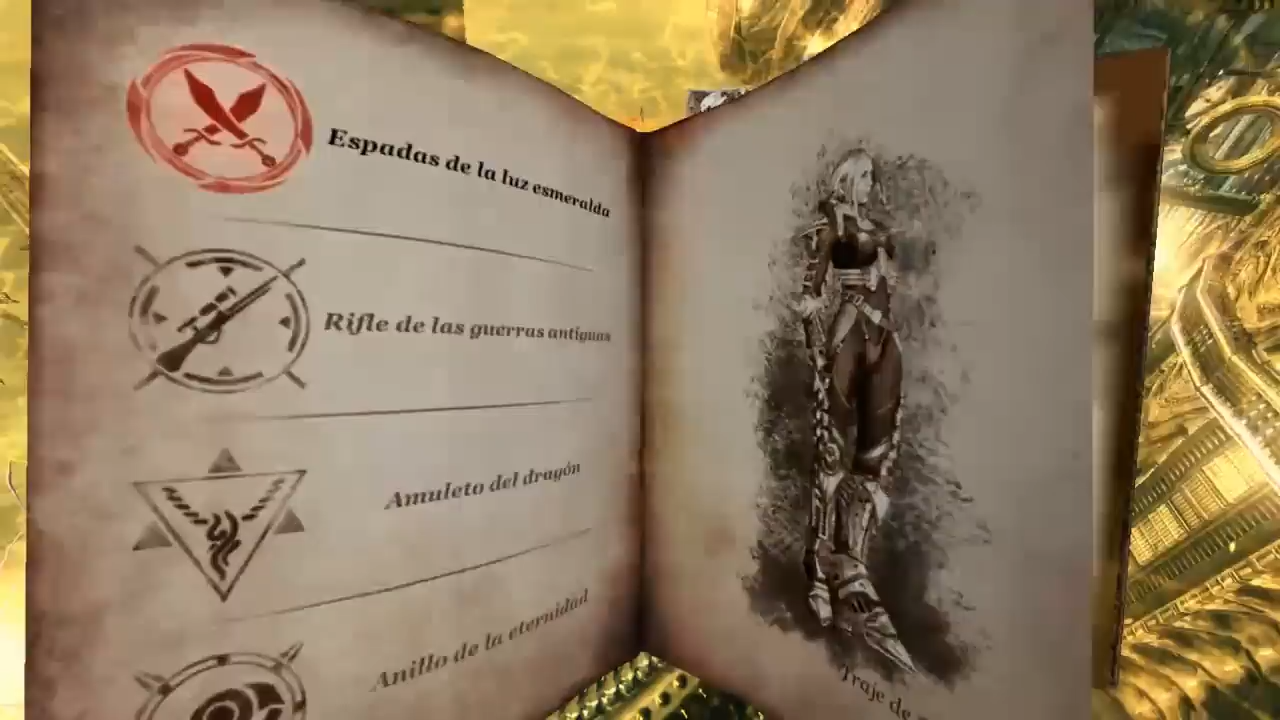 Espadas de la luz esmeralda
Rifle de las guerras antiguas
Amuleto del dragón
Anillo de la eternidad
Traje de